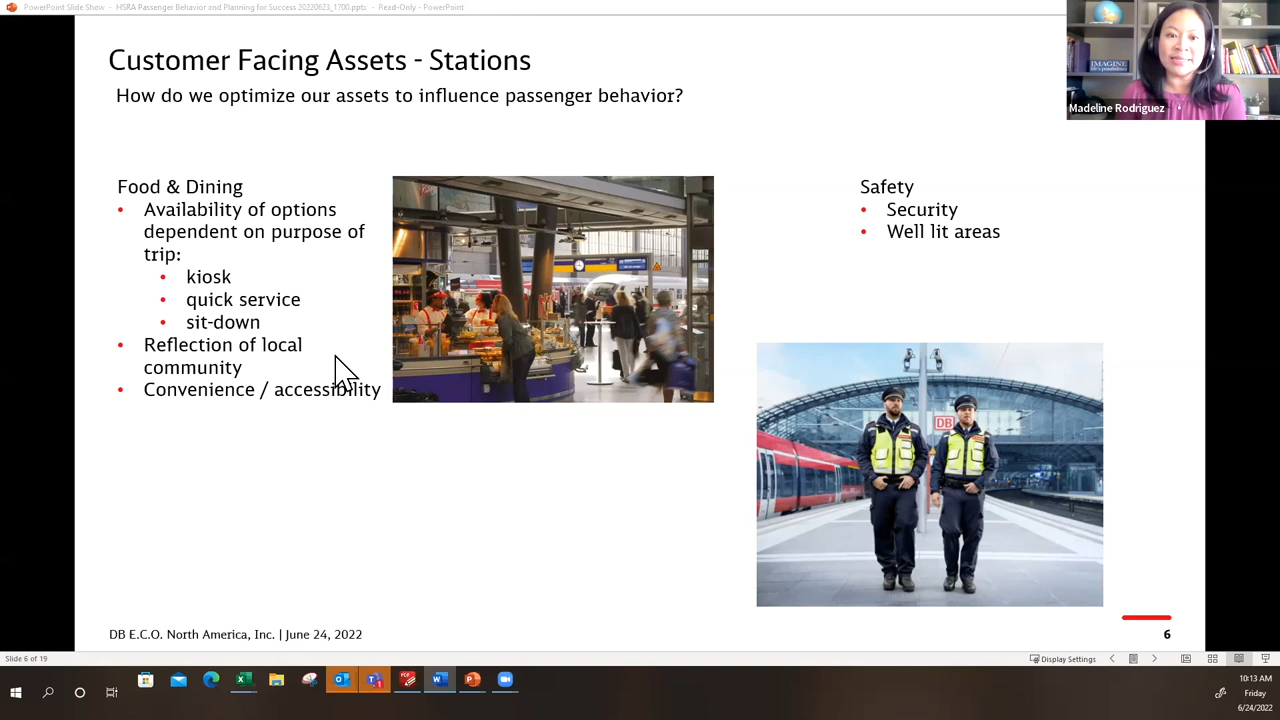 PowerPoint Slide Show - HSRA Passenger Behavior and Planning for Success 20220623_1700.pptx - Read-Only - PowerPoint
Customer Facing Assets - Stations
How do we optimize our assets to influence passenger behavior?
IMAGINE
Madeline Rodriguez
Food & Dining
• Availability of options
dependent on purpose of
trip:
• kiosk
• quick service
• sit-down
• Reflection of local
community
• Convenience / accessibility
Safety
• Security
• Well lit areas
DB
DB E.C.O. North America, Inc. | June 24, 2022
6
Slide 6 of 19
Display Settings
10:13 AM
Friday
6/24/2022